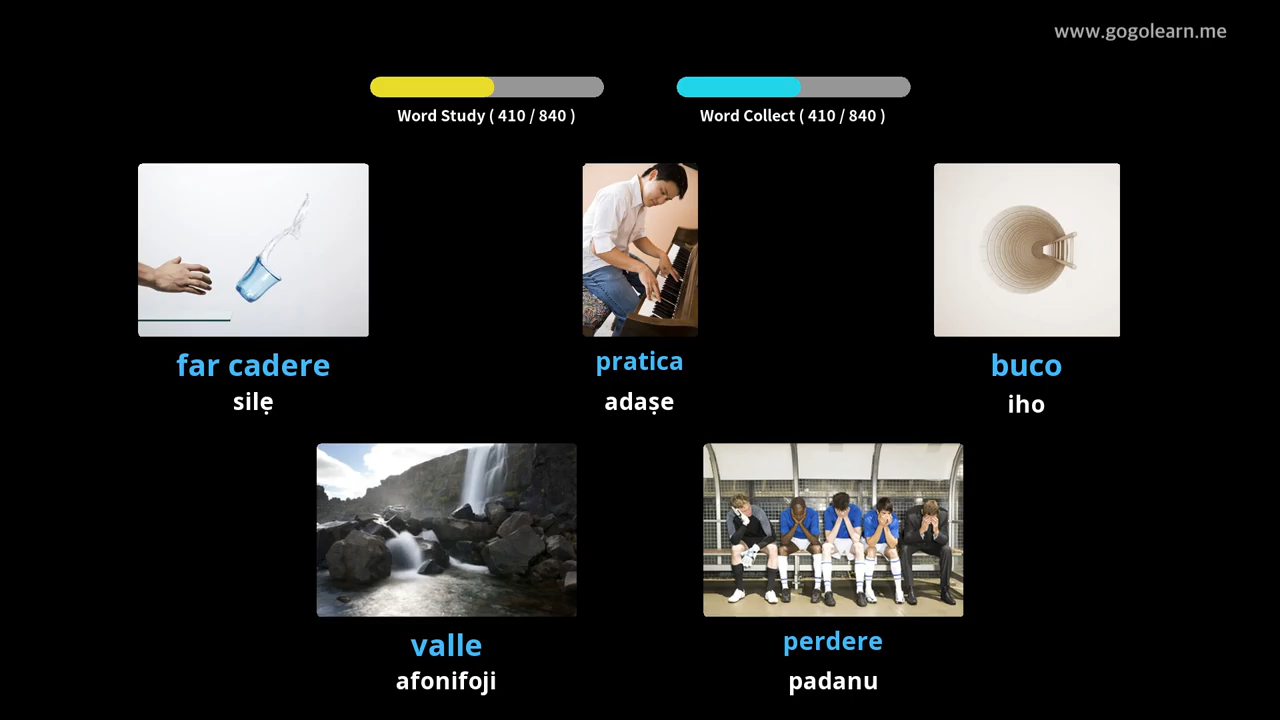 www.gogolearn.me
Word Study ( 410 / 840 )
Word Collect ( 410 / 840 )
far cadere
silẹ
pratica
adaṣe
buco
iho
valle
afonifoji
perdere
padanu